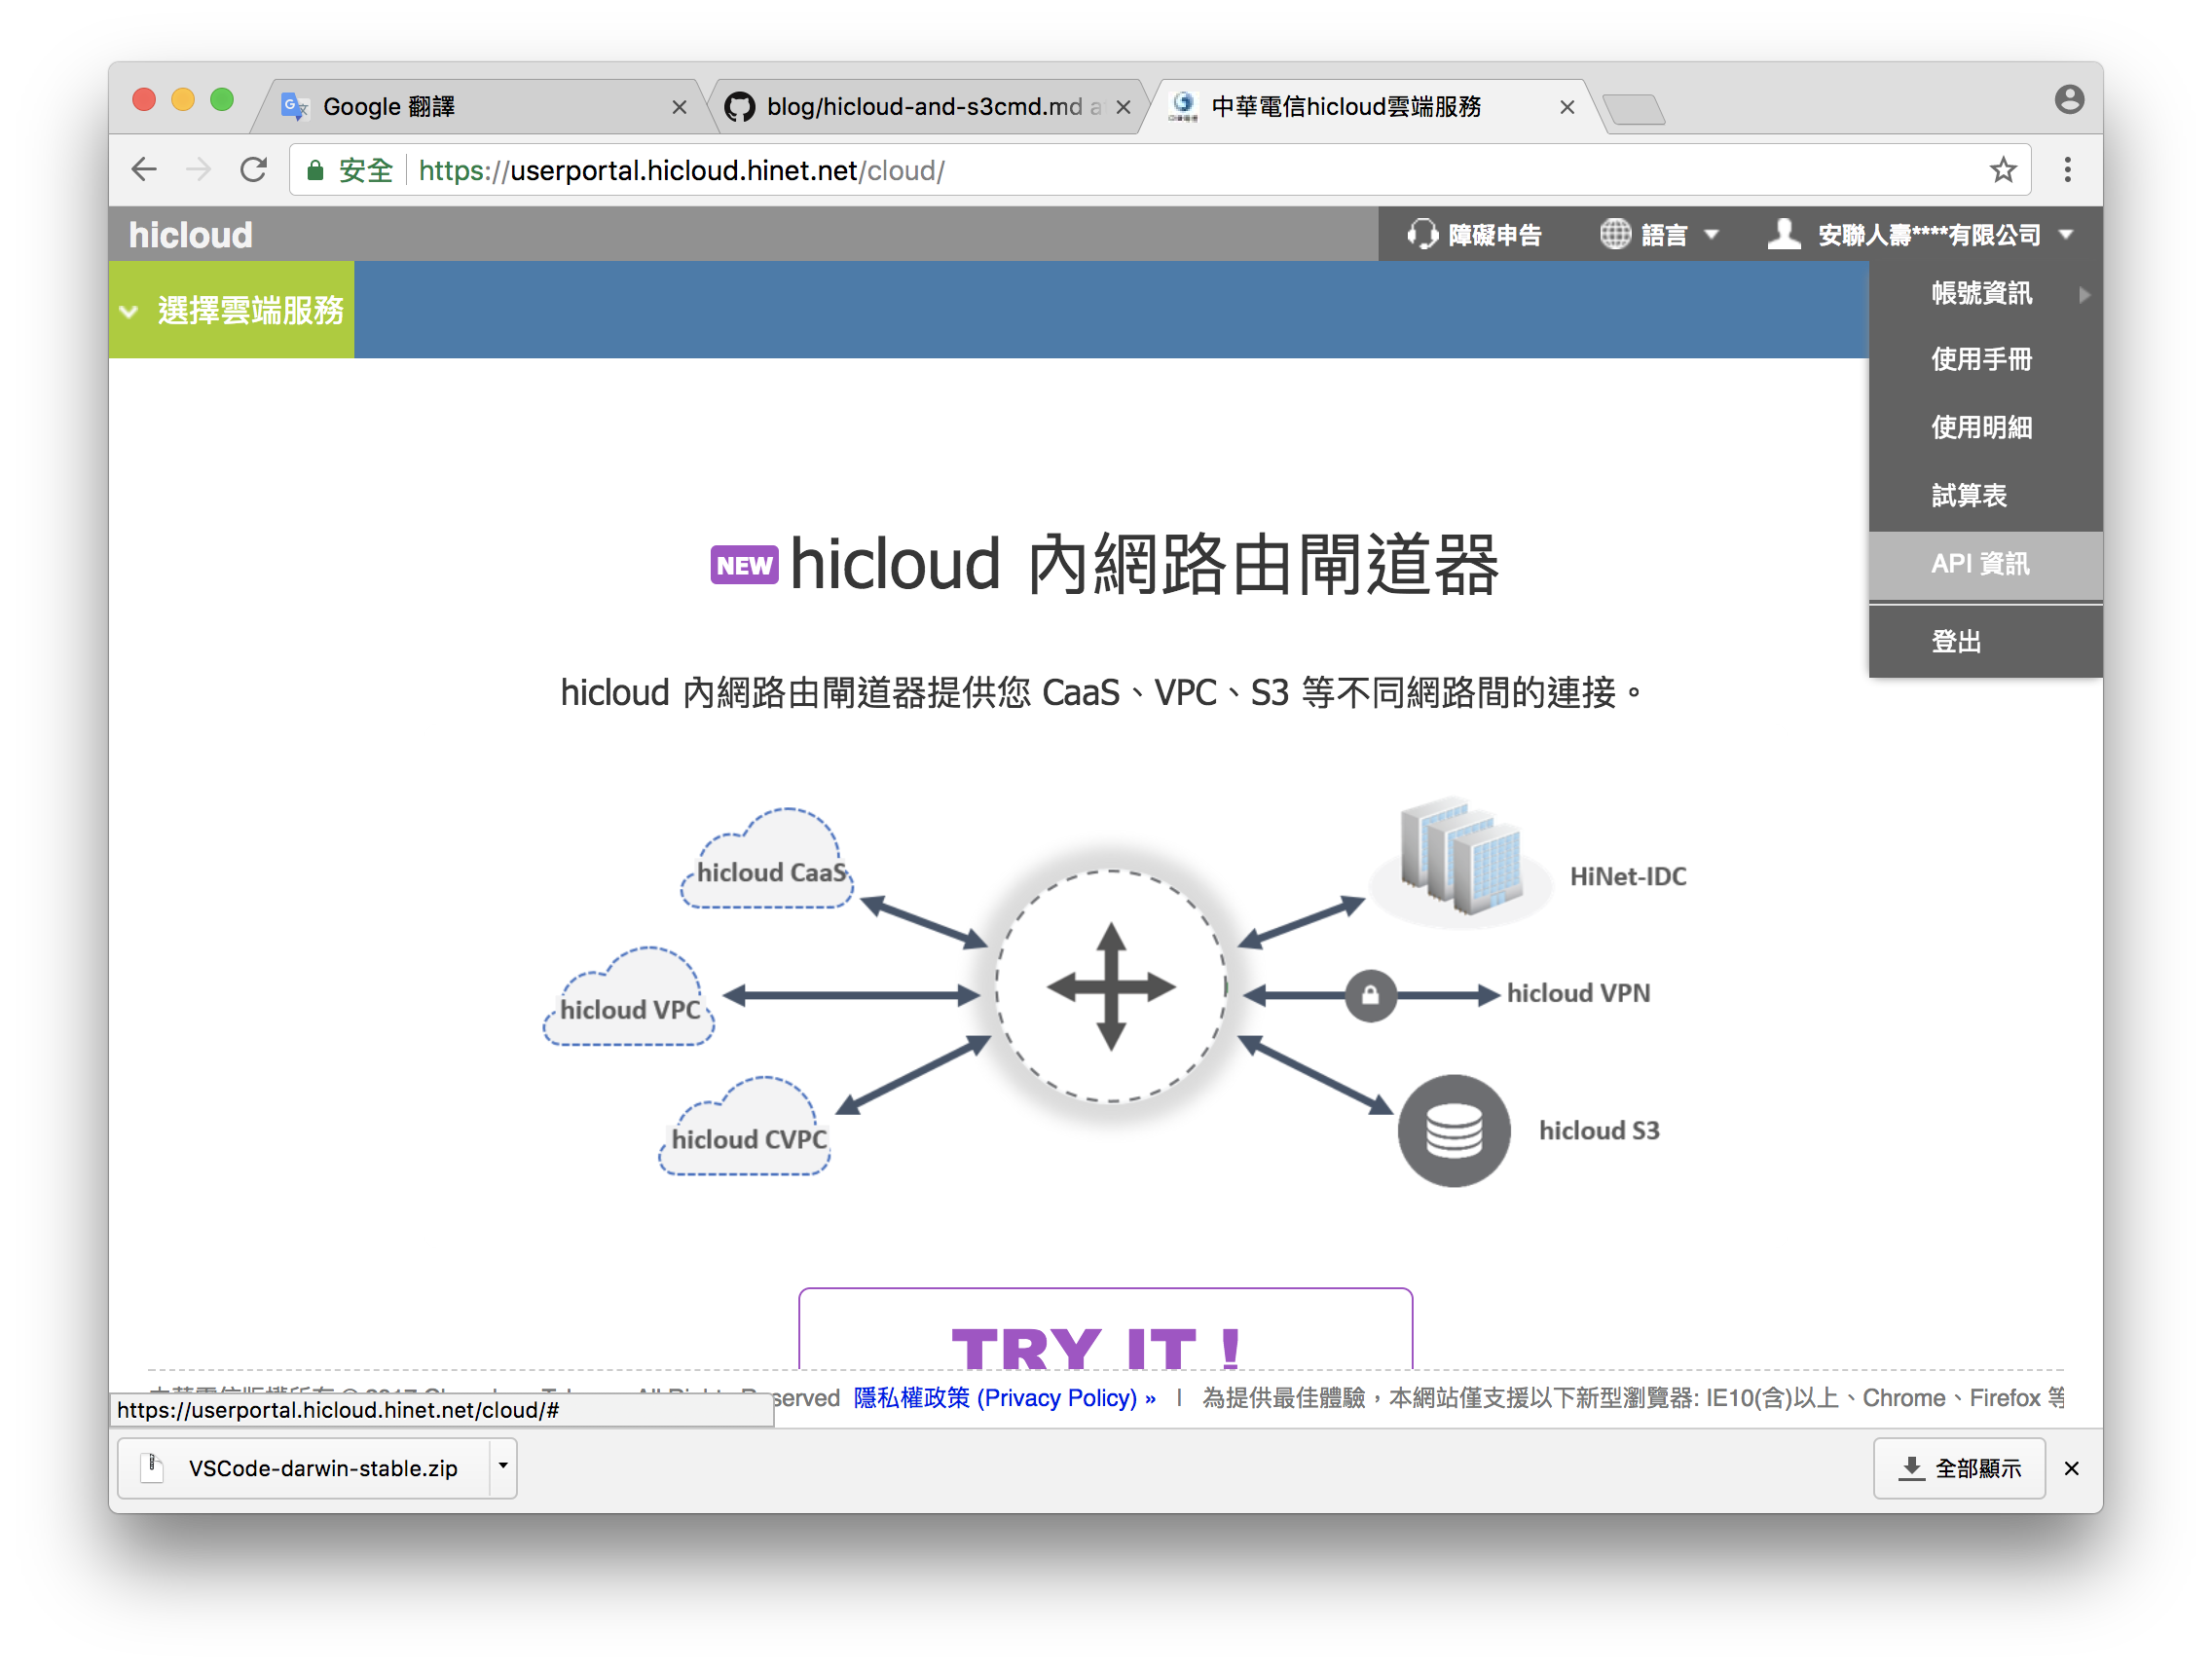 Google 翻譯
blog/hicloud-and-s3cmd.md a
中華電信hicloud雲端服務
安全 https://userportal.hicloud.hinet.net/cloud/
hicloud
障礙申告
語言
安聯人壽****有限公司
選擇雲端服務
帳號資訊
使用手冊
使用明細
試算表
API 資訊
登出
NEW hicloud 內網路由閘道器
hicloud 內網路由閘道器提供您 CaaS、VPC、S3 等不同網路間的連接。
hicloud CaaS
HiNet-IDC
hicloud VPC
hicloud VPN
hicloud CVPC
hicloud S3
TRY IT !
served 隱私權政策 (Privacy Policy) » | 為提供最佳體驗，本網站僅支援以下新型瀏覽器: IE10(含)以上、Chrome、Firefox 等
https://userportal.hicloud.hinet.net/cloud/#
VSCode-darwin-stable.zip
全部顯示